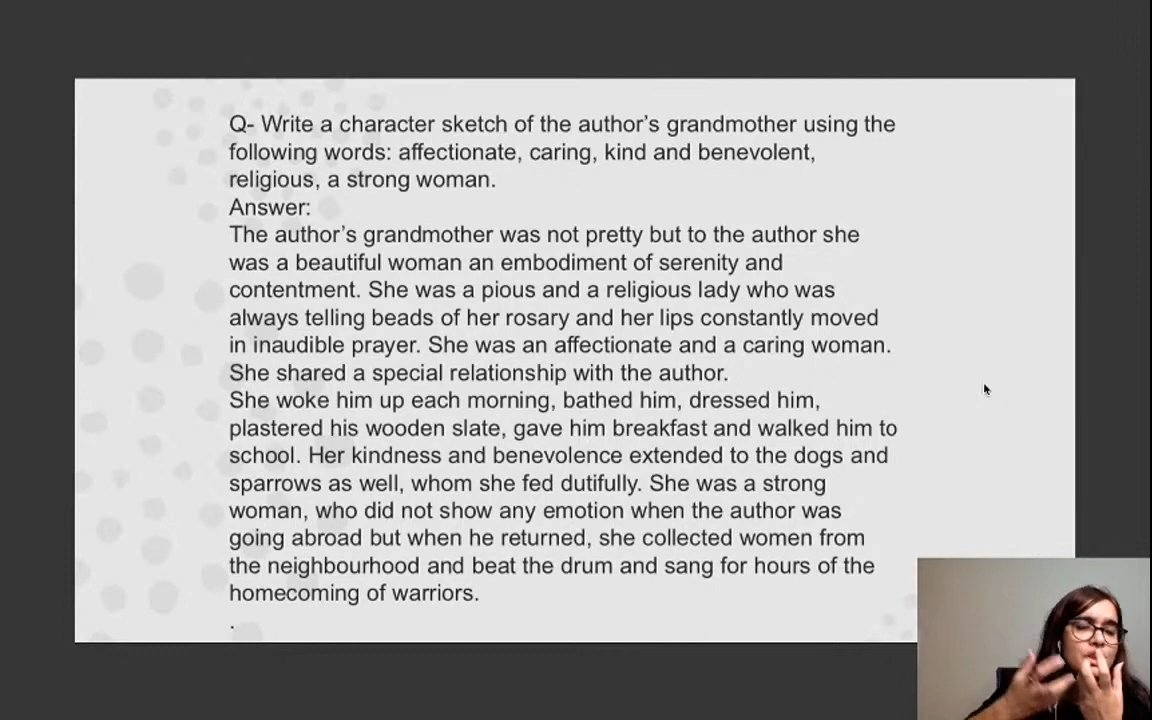 Q- Write a character sketch of the author's grandmother using the
following words: affectionate, caring, kind and benevolent,
religious, a strong woman.
Answer:
The author's grandmother was not pretty but to the author she
was a beautiful woman an embodiment of serenity and
contentment. She was a pious and a religious lady who was
always telling beads of her rosary and her lips constantly moved
in inaudible prayer. She was an affectionate and a caring woman.
She shared a special relationship with the author.
She woke him up each morning, bathed him, dressed him,
plastered his wooden slate, gave him breakfast and walked him to
school. Her kindness and benevolence extended to the dogs and
sparrows as well, whom she fed dutifully. She was a strong
woman, who did not show any emotion when the author was
going abroad but when he returned, she collected women from
the neighbourhood and beat the drum and sang for hours of the
homecoming of warriors.
.